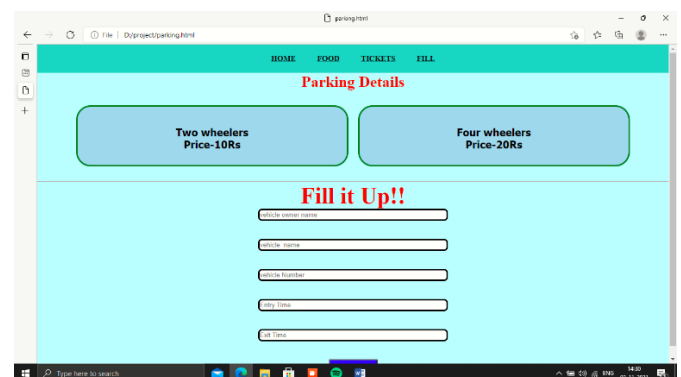 parking.html
File | D:/project/parking.html
HOME FOOD TICKETS FILL
Parking Details
Two wheelers
Price-10Rs
Four wheelers
Price-20Rs
Fill it Up!!
vehicle owner name
vehicle name
vehicle Number
Entry Time
Exit Time
Type here to search
ENG
14:30